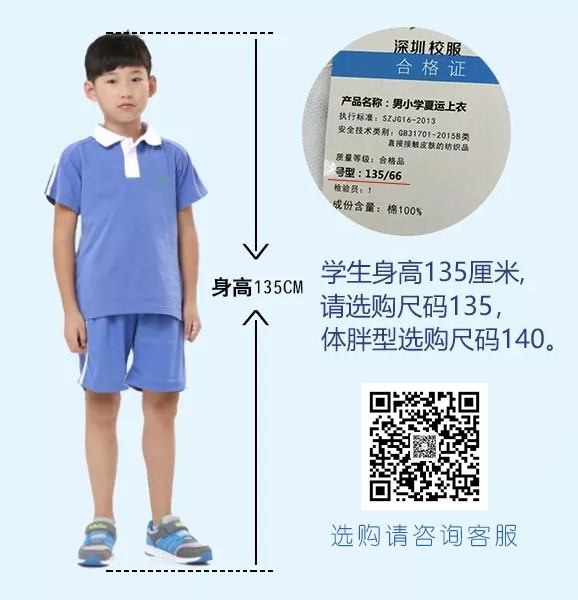 深圳校服
合格证
产品名称：男小学夏运上衣
执行标准：SZJG16-2013
安全技术类别：GB31701-2015B类
直接接触皮肤的纺织品
质量等级：合格品
号型：135/66
检验员：1
成份含量：棉100%
身高135CM
学生身高135厘米，
请选购尺码135，
体胖型选购尺码140。
选购请咨询客服